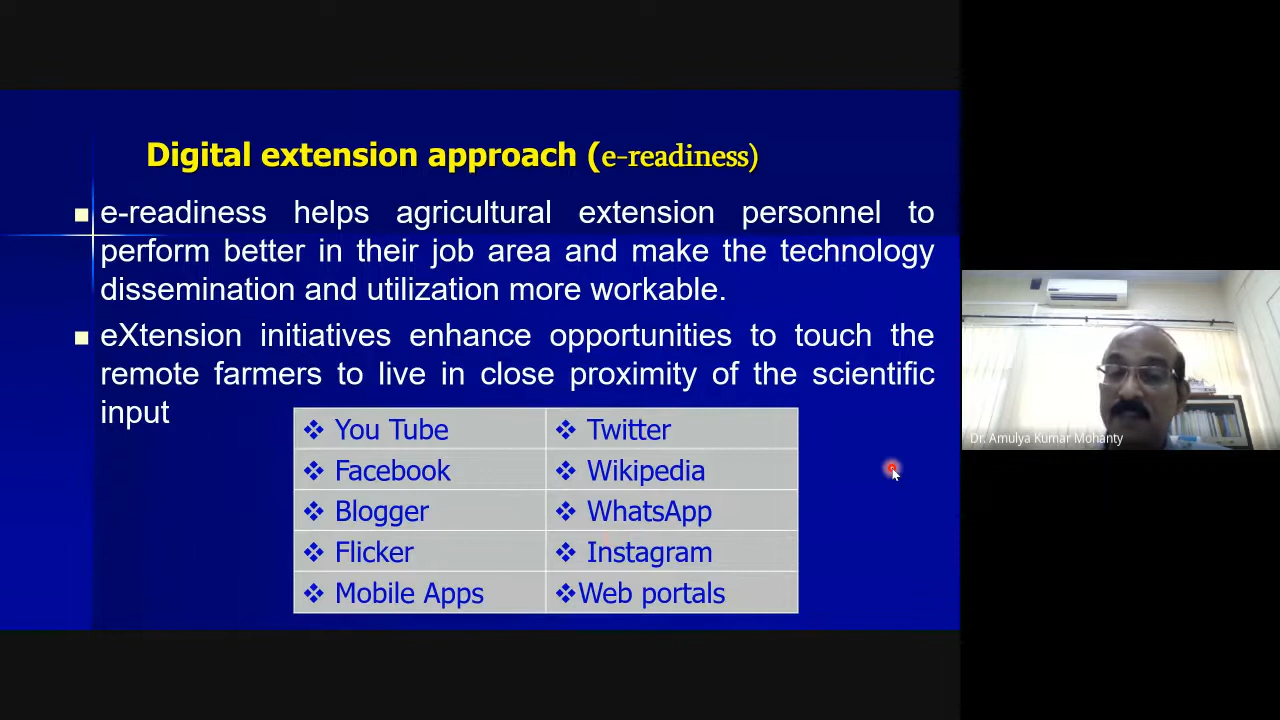 Digital extension approach (e-readiness)
e-readiness helps agricultural extension personnel to
perform better in their job area and make the technology
dissemination and utilization more workable.
eXtension initiatives enhance opportunities to touch the
remote farmers to live in close proximity of the scientific
input
You Tube
Twitter
Facebook
Wikipedia
Blogger
WhatsApp
Flicker
Instagram
Mobile Apps
Web portals
Dr. Amulya Kumar Mohanty